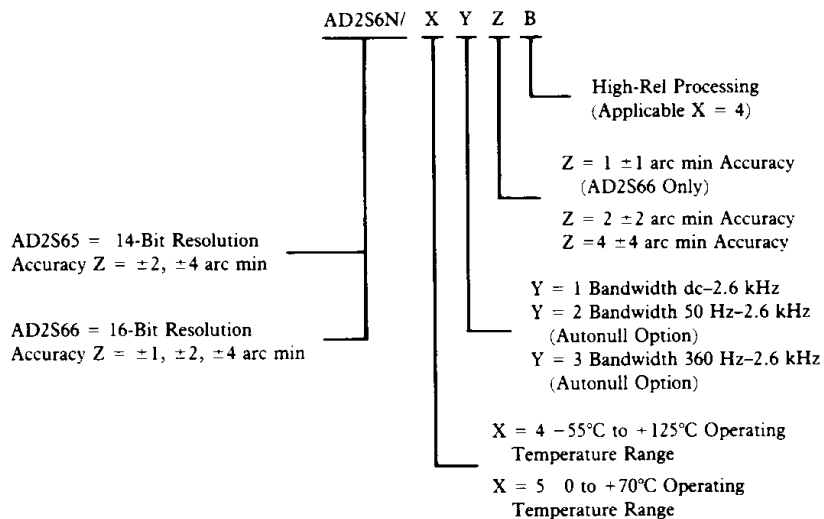 AD2S6N/ X Y Z B
High-Rel Processing
(Applicable X = 4)
Z = 1 ±1 arc min Accuracy
(AD2S66 Only)
Z = 2 ±2 arc min Accuracy
Z =4 ±4 arc min Accuracy
AD2S65 = 14-Bit Resolution
Accuracy Z = ±2, ±4 arc min
AD2S66 = 16-Bit Resolution
Accuracy Z = ±1, ±2, ±4 arc min
Y = 1 Bandwidth dc–2.6 kHz
Y = 2 Bandwidth 50 Hz–2.6 kHz
(Autonull Option)
Y = 3 Bandwidth 360 Hz–2.6 kHz
(Autonull Option)
X = 4 −55°C to +125°C Operating
Temperature Range
X = 5 0 to +70°C Operating
Temperature Range